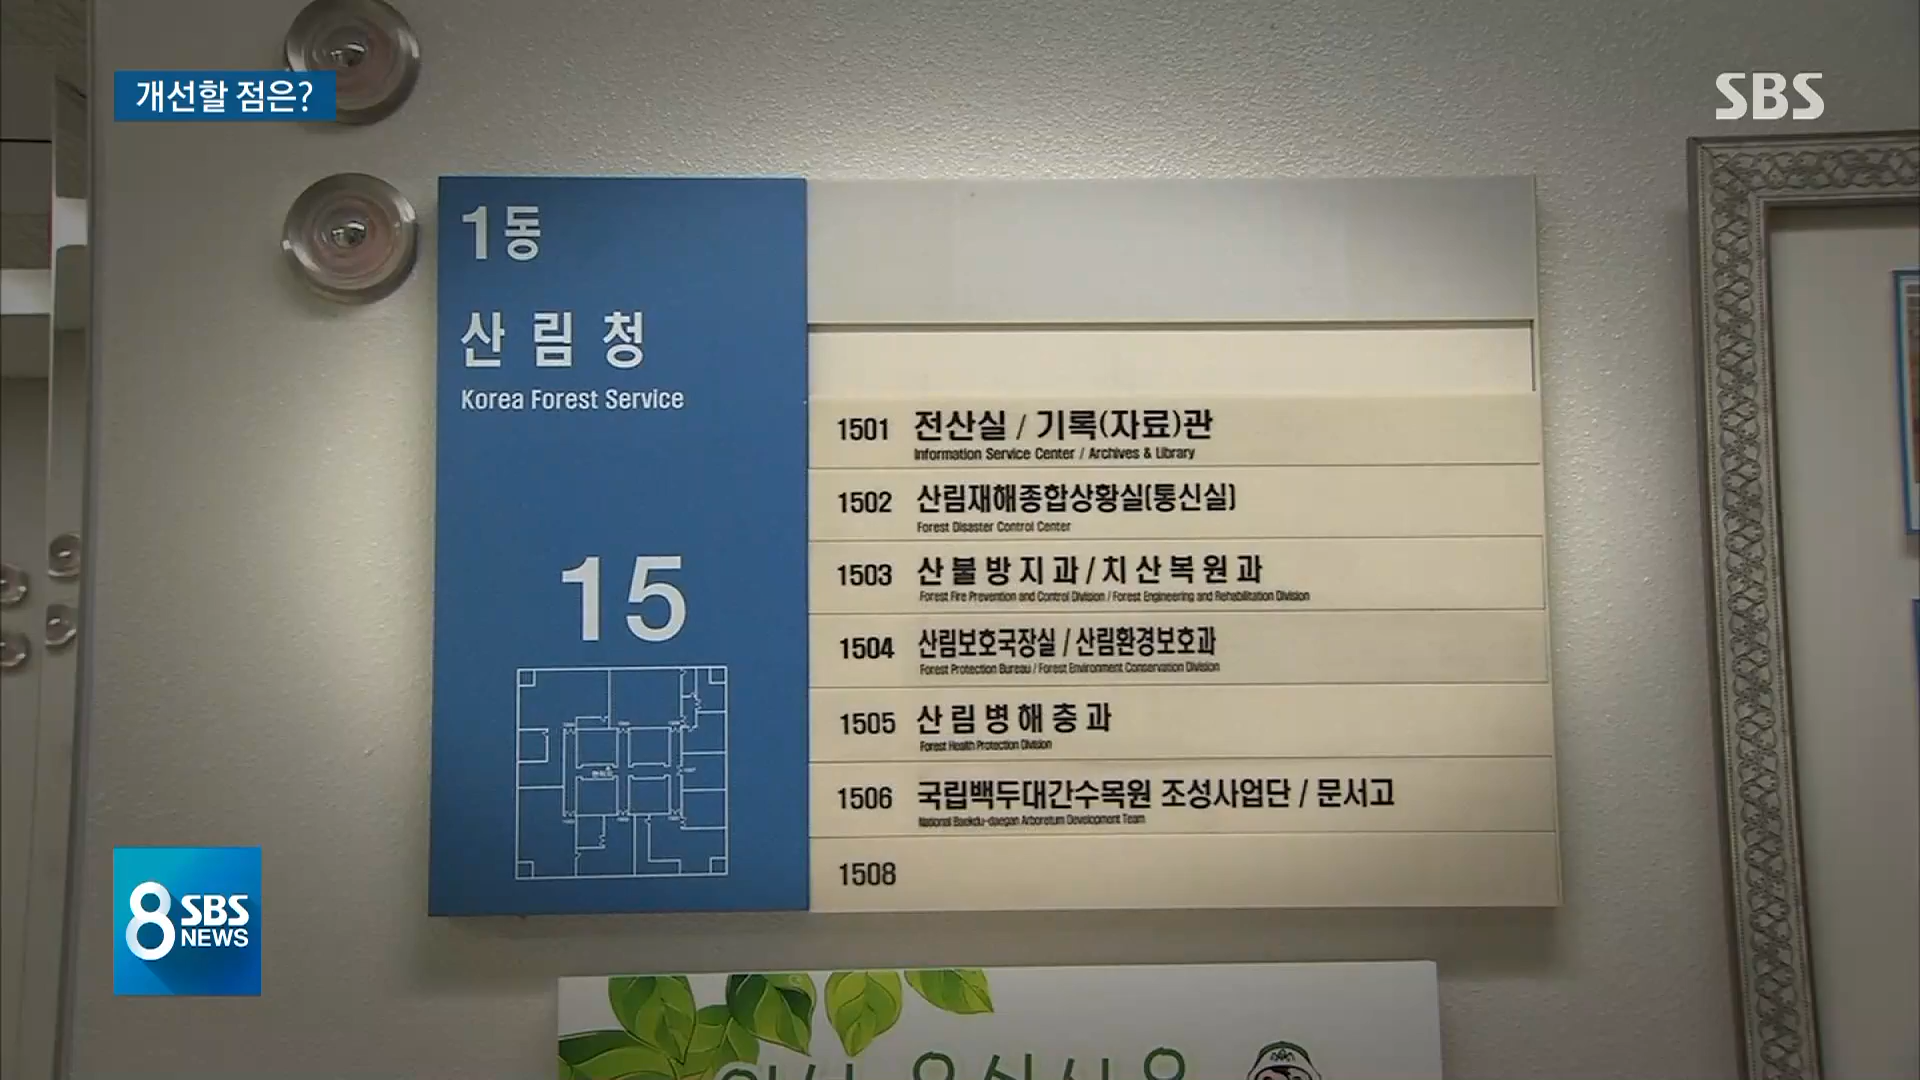 개선할 점은?
SBS
1동
산림청
Korea Forest Service
15
1501 전산실 / 기록(자료)관
Information Service Center / Archives & Library
1502 산림재해종합상황실(통신실)
Forest Disaster Control Center
1503 산불방지과/치산복원과
Forest Fire Prevention and Control Division / Forest Engineering and Rehabilitation Division
1504 산림보호국장실 / 산림환경보호과
Forest Protection Bureau / Forest Environment Conservation Division
1505 산림병해충과
Forest Health Protection Division
1506 국립백두대간수목원 조성사업단 / 문서고
National Baekdu-daegan Arboretum Development Team
1508
8 SBS
NEWS